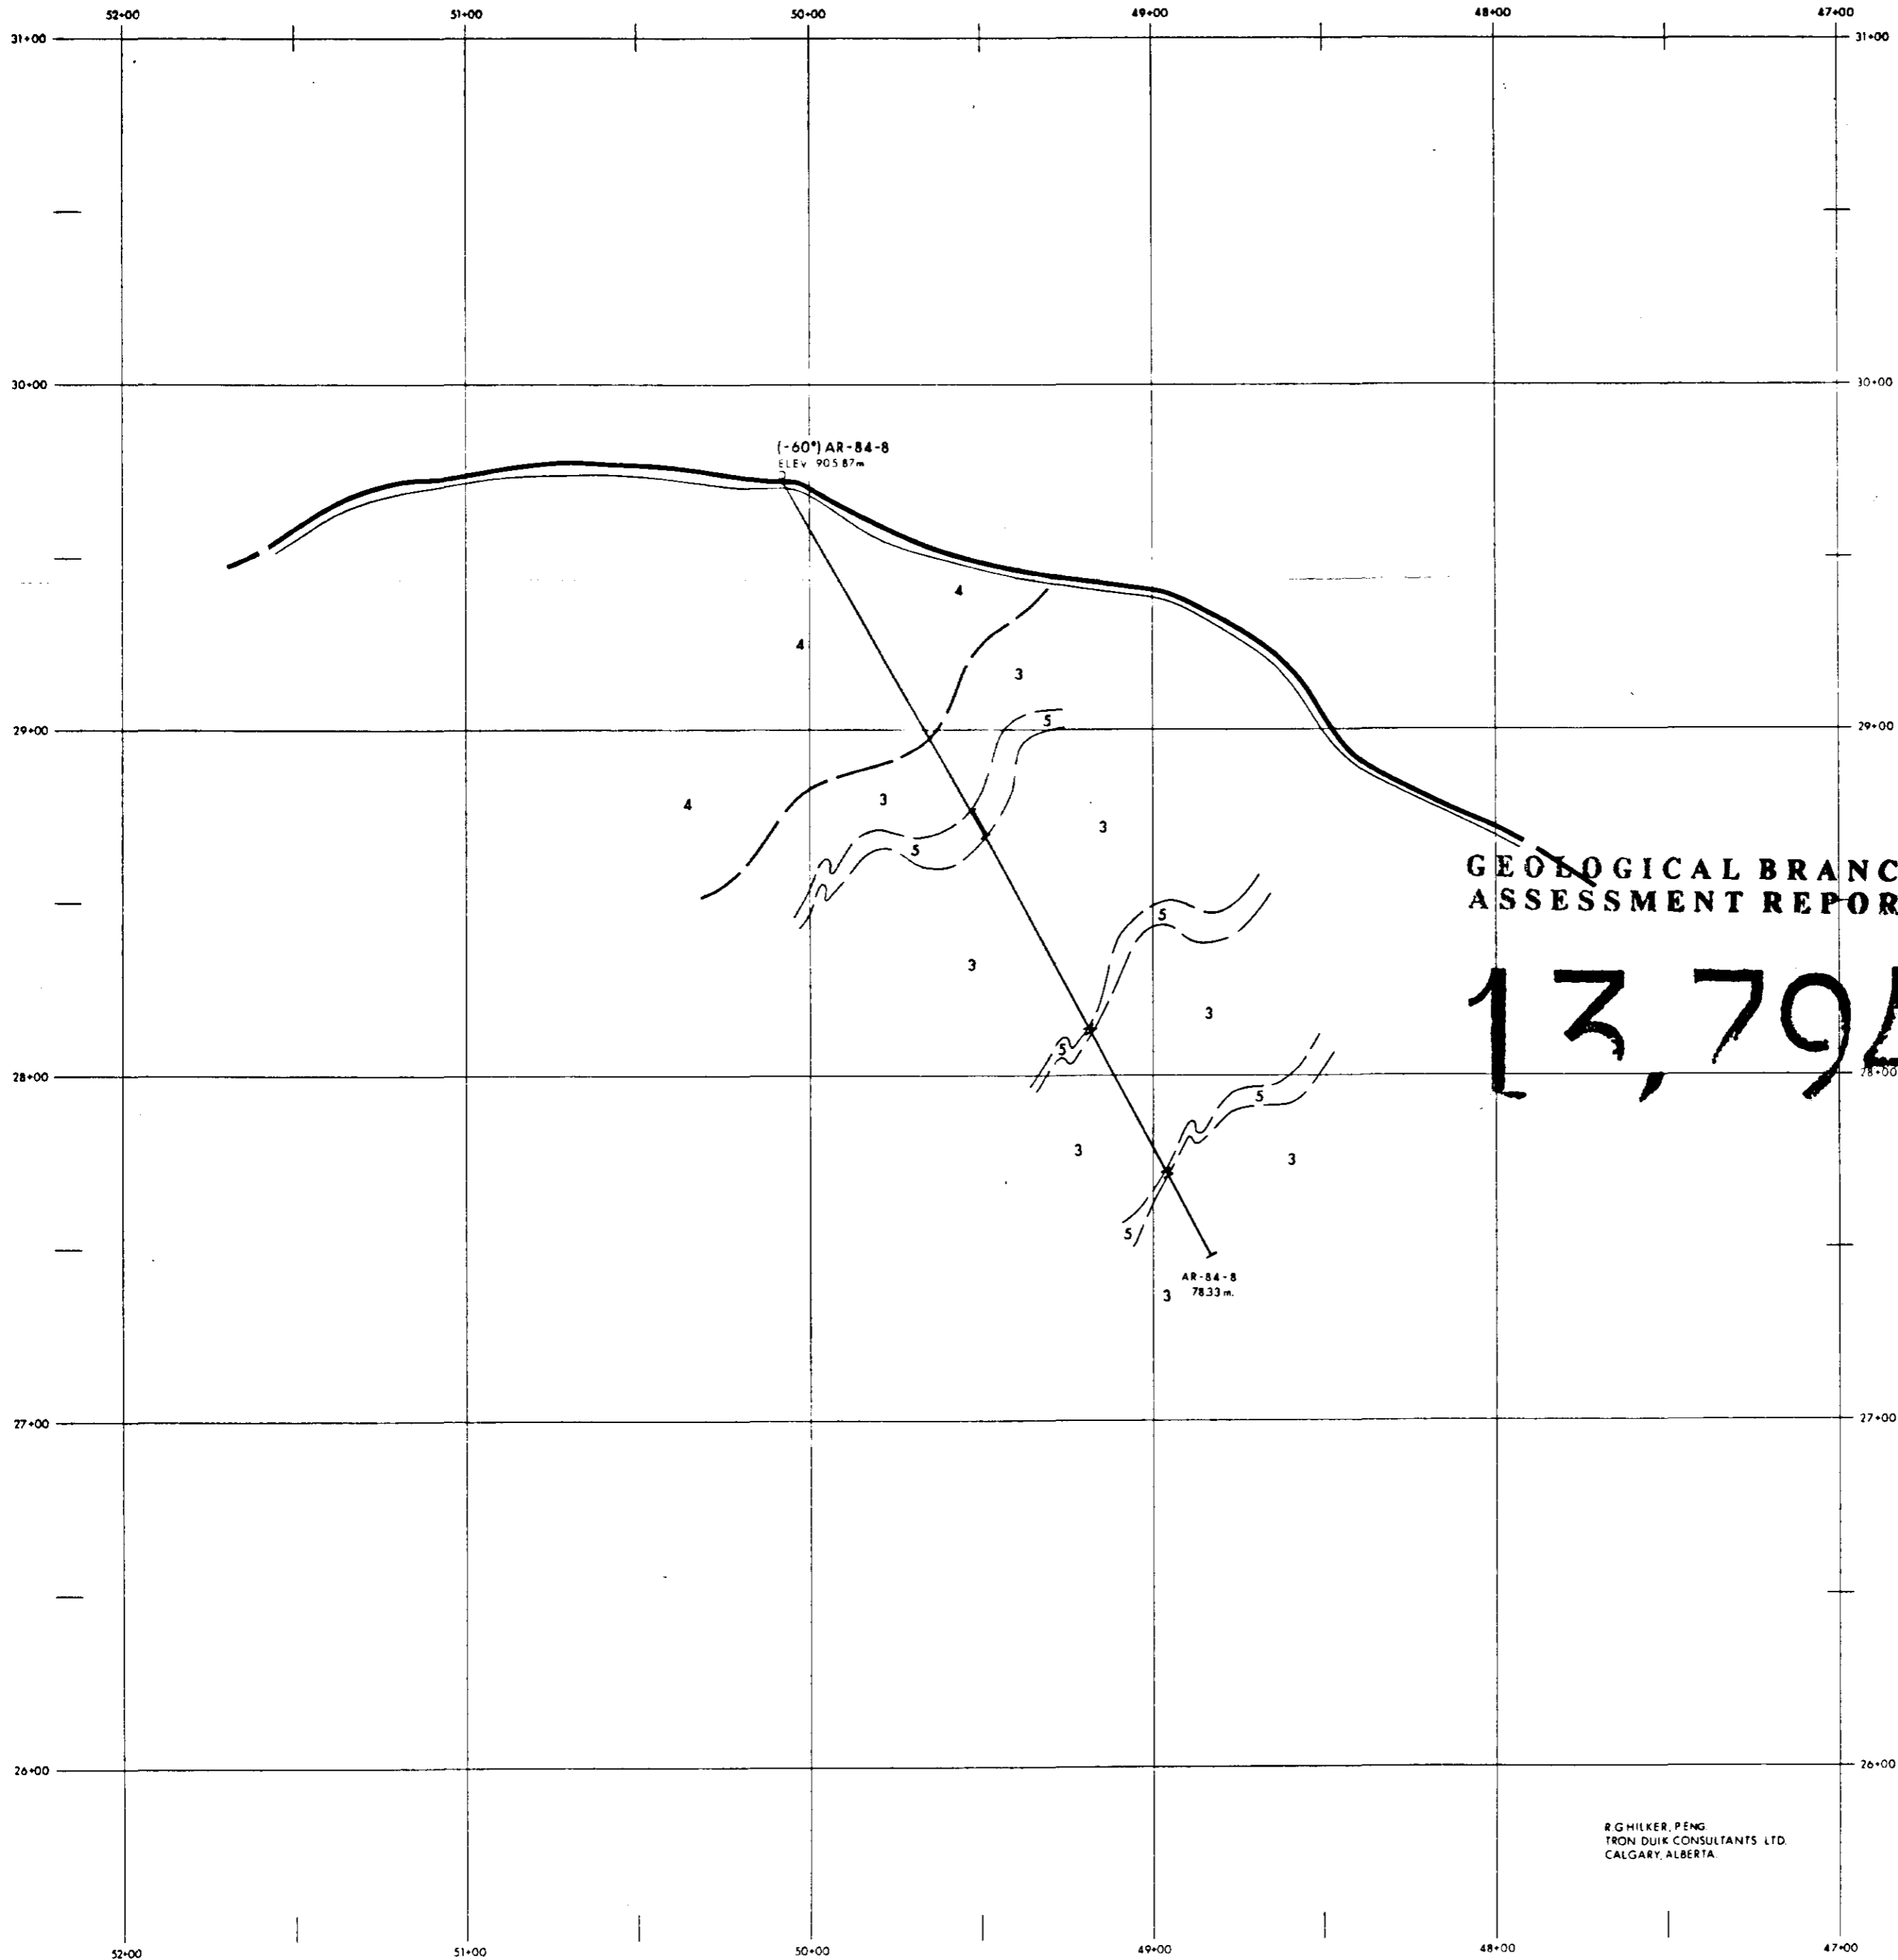 52+00 51+00 50+00 49+00 48+00 47+00
31+00 31+00
30+00 30+00
(-60°) AR-84-8
ELEV 905.87m
4
4
3
29+00 5 29+00
4 3 3
5
GEOLOGICAL BRANC
ASSESSMENT REPOR
5
3
13,794
3
5
28+00 28+00
5
3 3
5
AR-84-8
3 78.33 m.
27+00 27+00
26+00 26+00
R.G HILKER, P.ENG.
TRON DUIK CONSULTANTS LTD.
CALGARY, ALBERTA.
52+00 51+00 50+00 49+00 48+00 47+00